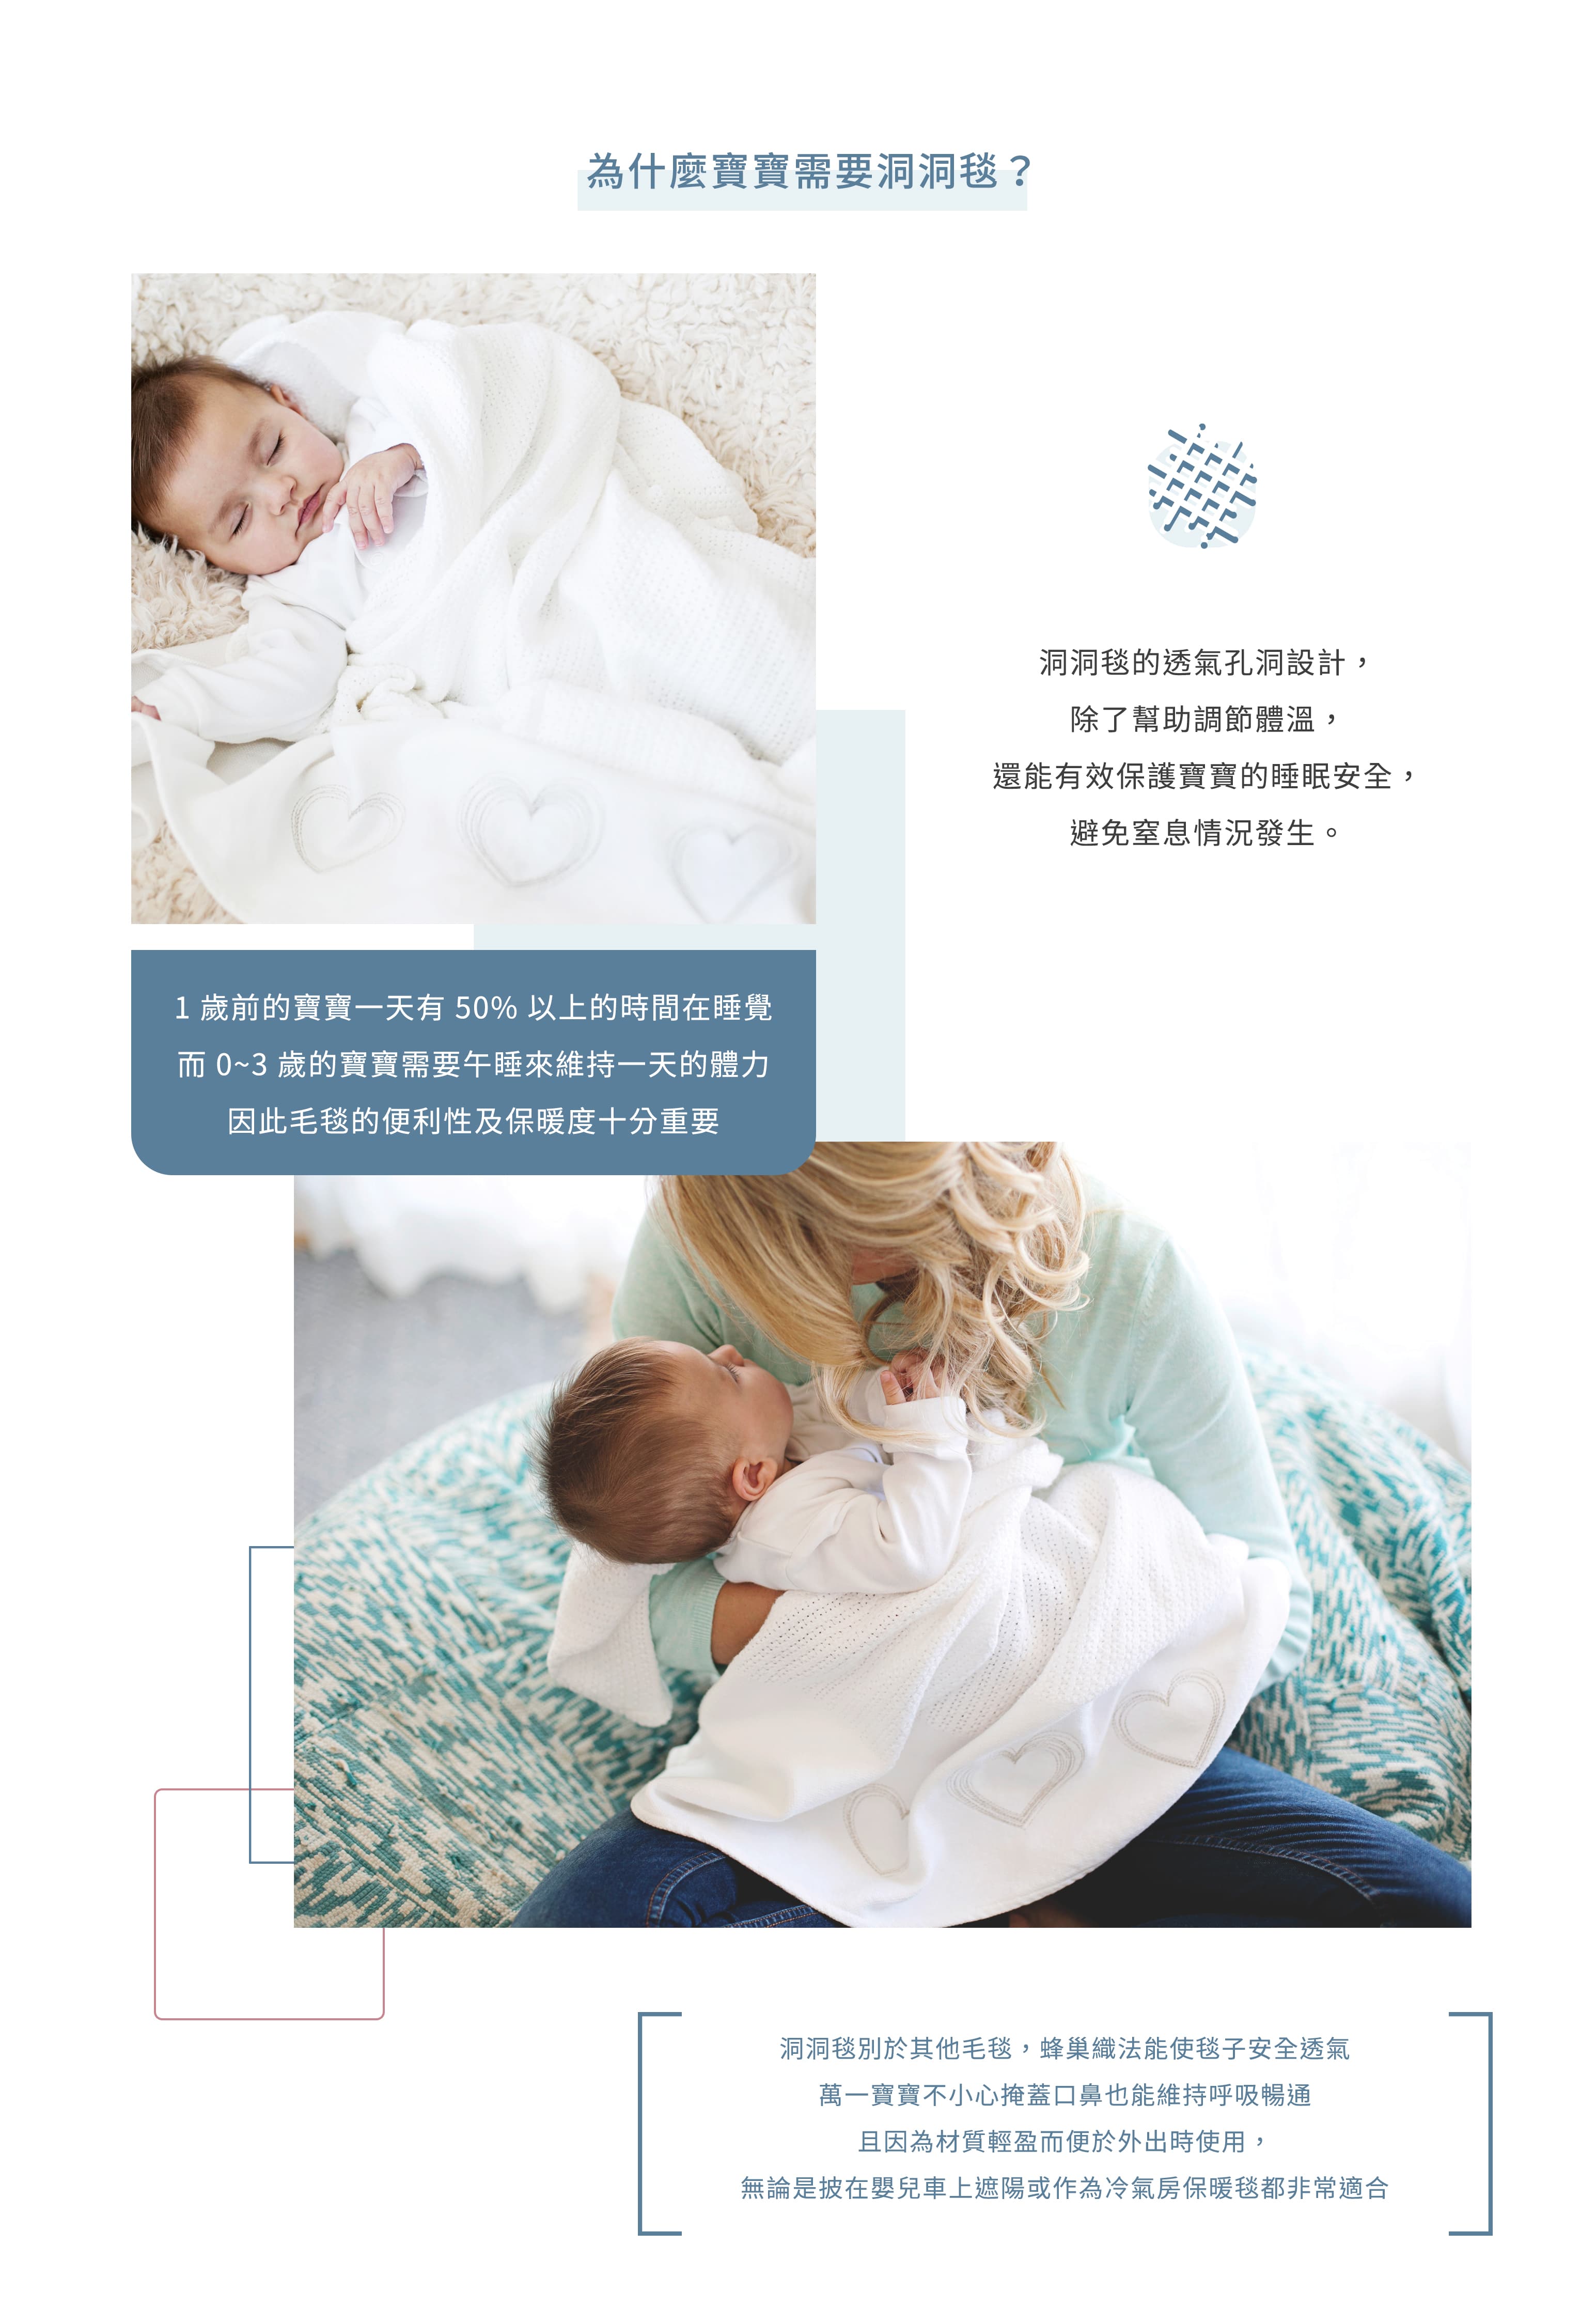 為什麼寶寶需要洞洞毯？
洞洞毯的透氣孔洞設計，
除了幫助調節體溫，
還能有效保護寶寶的睡眠安全，
避免窒息情況發生。
1 歲前的寶寶一天有 50% 以上的時間在睡覺
而 0~3 歲的寶寶需要午睡來維持一天的體力
因此毛毯的便利性及保暖度十分重要
洞洞毯別於其他毛毯，蜂巢織法能使毯子安全透氣
萬一寶寶不小心掩蓋口鼻也能維持呼吸暢通
且因為材質輕盈而便於外出時使用，
無論是披在嬰兒車上遮陽或作為冷氣房保暖毯都非常適合